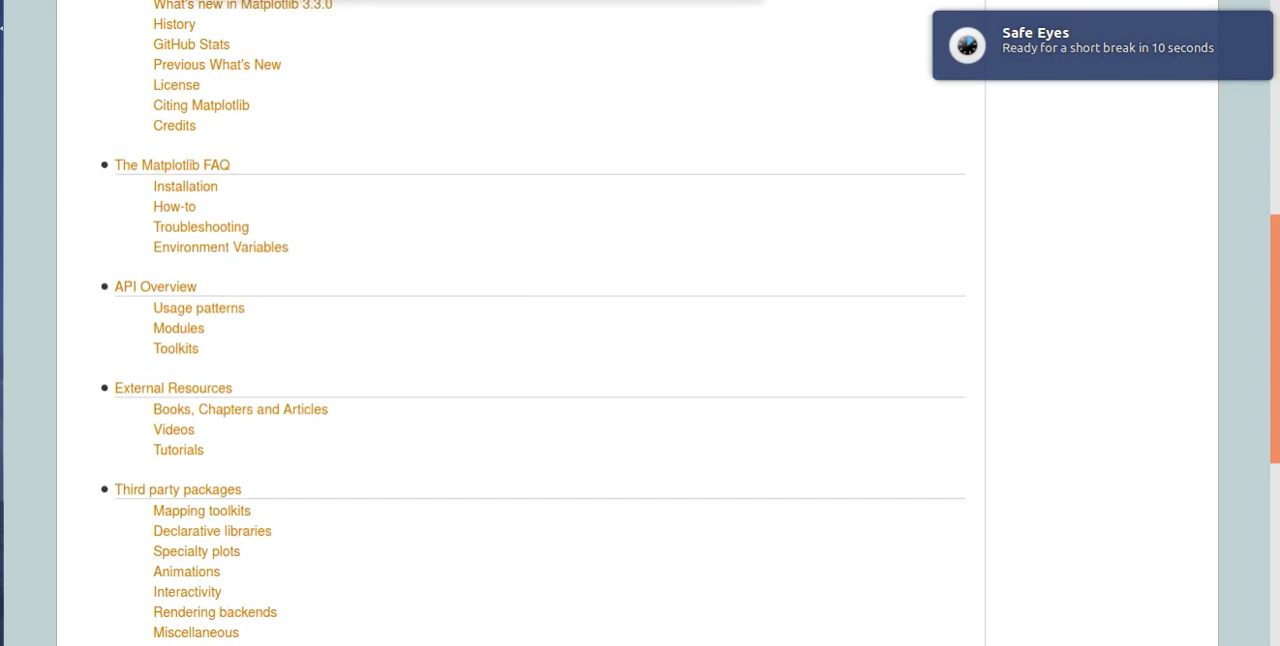 What's new in Matplotlib 3.3.0
History
GitHub Stats
Previous What's New
License
Citing Matplotlib
Credits
The Matplotlib FAQ
Installation
How-to
Troubleshooting
Environment Variables
API Overview
Usage patterns
Modules
Toolkits
External Resources
Books, Chapters and Articles
Videos
Tutorials
Third party packages
Mapping toolkits
Declarative libraries
Specialty plots
Animations
Interactivity
Rendering backends
Miscellaneous
Safe Eyes
Ready for a short break in 10 seconds